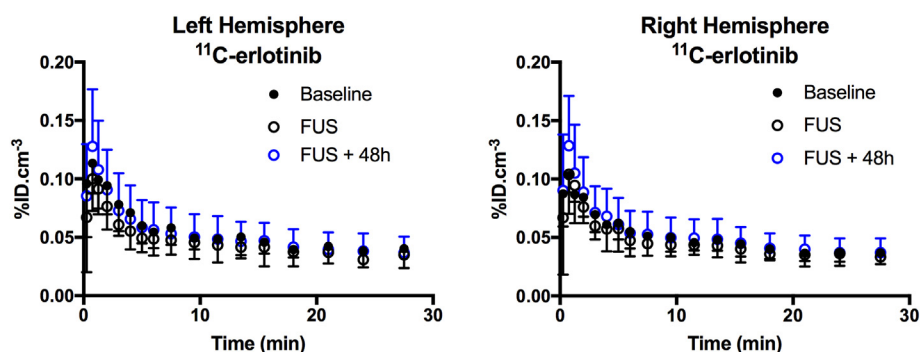 Left Hemisphere
¹¹C-erlotinib
0.20
0.15
0.10
0.05
0.00
%ID.cm⁻³
Baseline
FUS
FUS + 48h
0
10
20
30
Time (min)
Right Hemisphere
¹¹C-erlotinib
0.20
0.15
0.10
0.05
0.00
%ID.cm⁻³
Baseline
FUS
FUS + 48h
0
10
20
30
Time (min)